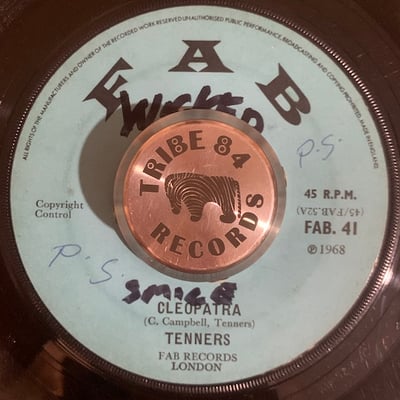 ALL RIGHTS OF THE MANUFACTURERS AND OWNER OF THE RECORDED WORK RESERVED UNAUTHORISED PUBLIC PERFORMANCE, BROADCASTING AND COPYING PROHIBITED. MADE IN ENGLAND
FAB
WICKED
P.S.
TRIBE 84
RECORDS
Copyright
Control
45 R.P.M.
(45/FAB.52A)
FAB. 41
℗ 1968
P.S.
CLEOPATRA
(C. Campbell, Tenners)
TENNERS
FAB RECORDS
LONDON